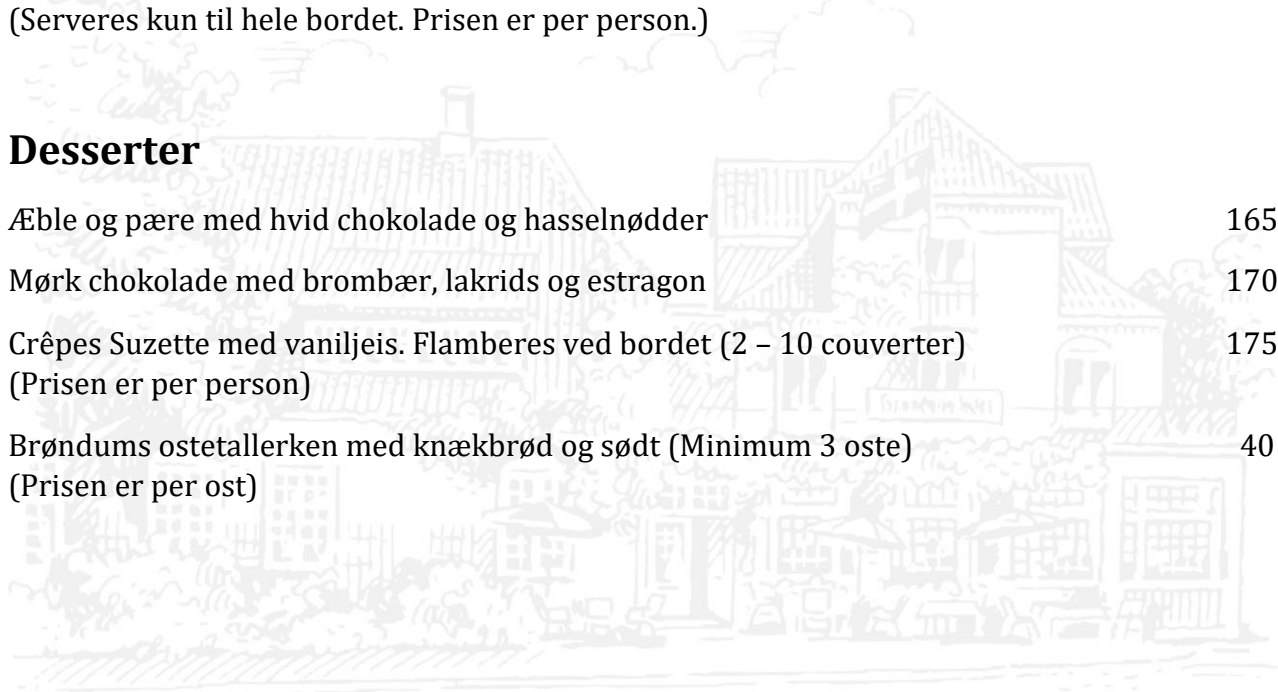 (Serveres kun til hele bordet. Prisen er per person.)
Desserter
Æble og pære med hvid chokolade og hasselnødder 165
Mørk chokolade med brombær, lakrids og estragon 170
Crêpes Suzette med vaniljeis. Flamberes ved bordet (2 – 10 couverter) 175
(Prisen er per person)
Brøndums ostetallerken med knækbrød og sødt (Minimum 3 oste) 40
(Prisen er per ost)